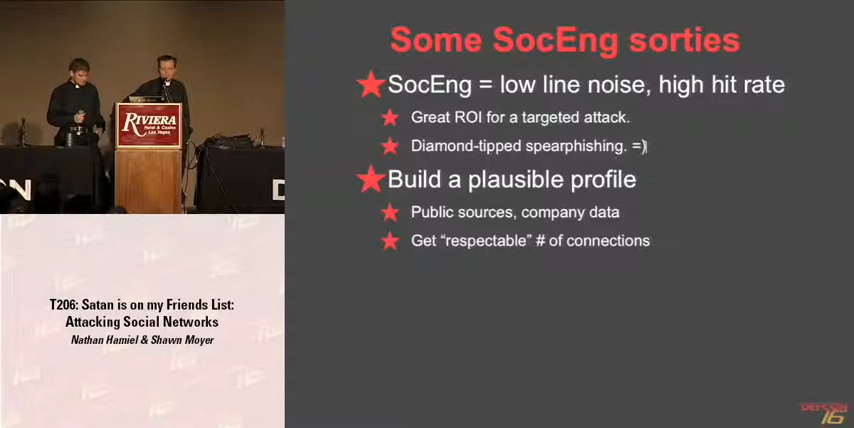 Some SocEng sorties
SocEng = low line noise, high hit rate
Great ROI for a targeted attack.
Diamond-tipped spearphishing. =)
Build a plausible profile
Public sources, company data
Get “respectable” # of connections
RIVIERA
Hotel & Casino
Las Vegas
N
D
T206: Satan is on my Friends List:
Attacking Social Networks
Nathan Hamiel & Shawn Moyer
DEFCON
16